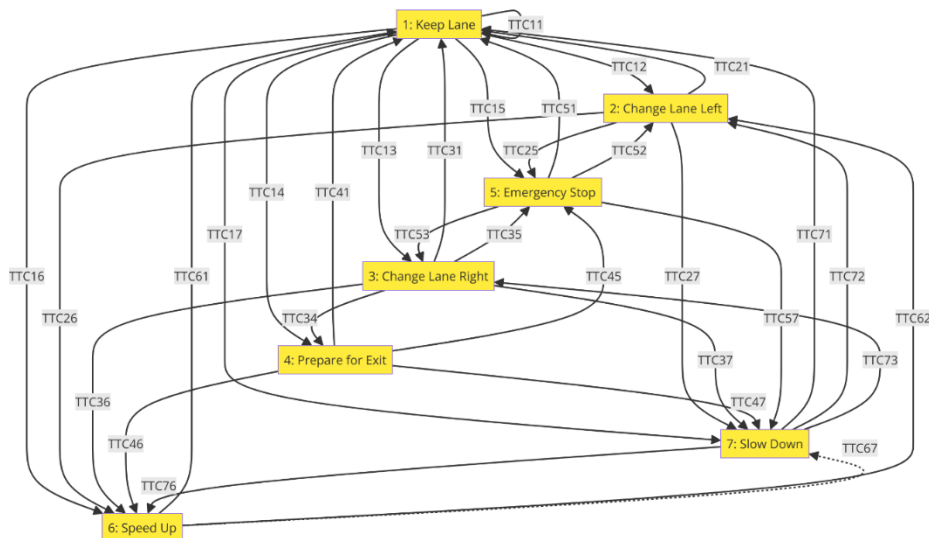 1: Keep Lane
TTC11
TTC12
TTC21
2: Change Lane Left
TTC15
TTC51
TTC13
TTC31
TTC25
TTC52
5: Emergency Stop
TTC14
TTC41
TTC17
TTC53
TTC35
TTC71
TTC16
TTC61
3: Change Lane Right
TTC45
TTC27
TTC72
TTC26
TTC34
TTC57
TTC62
4: Prepare for Exit
TTC37
TTC73
TTC36
TTC47
TTC46
7: Slow Down
TTC67
TTC76
6: Speed Up